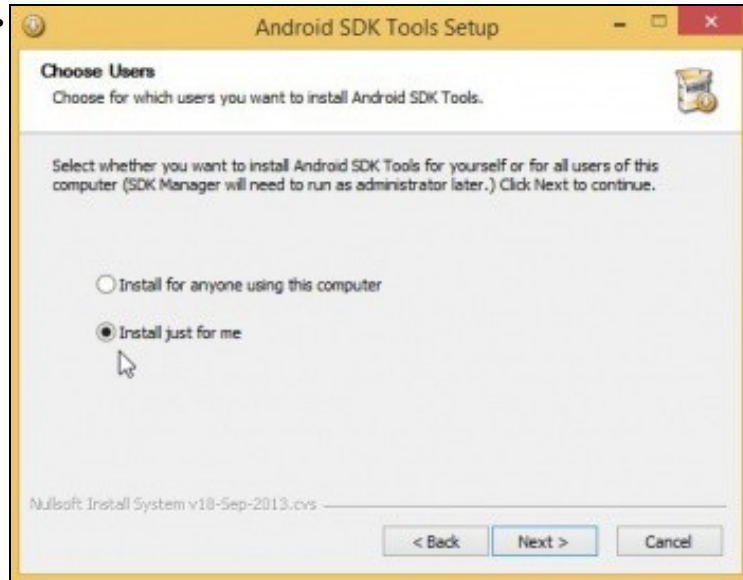 Android SDK Tools Setup
Choose Users
Choose for which users you want to install Android SDK Tools.
Select whether you want to install Android SDK Tools for yourself or for all users of this
computer (SDK Manager will need to run as administrator later.) Click Next to continue.
Install for anyone using this computer
Install just for me
Nullsoft Install System v18-Sep-2013.cvs
< Back Next > Cancel